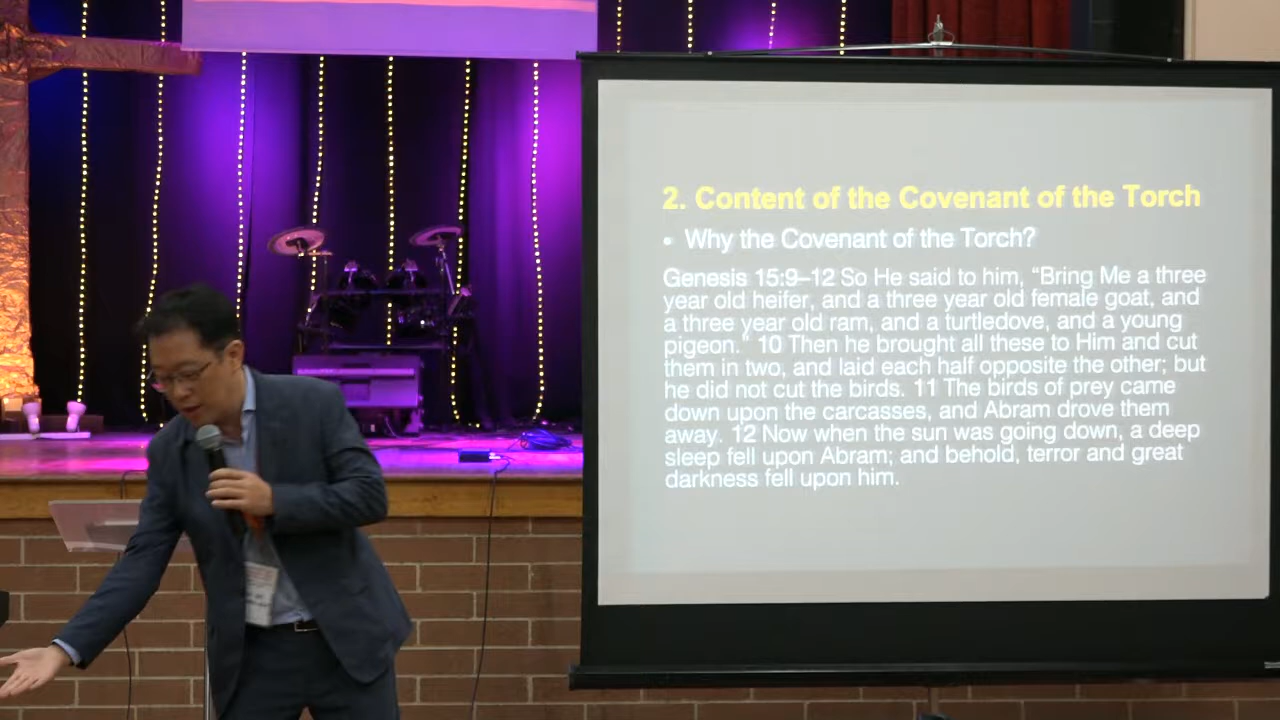 2. Content of the Covenant of the Torch
• Why the Covenant of the Torch?
Genesis 15:9–12 So He said to him, “Bring Me a three
year old heifer, and a three year old female goat, and
a three year old ram, and a turtledove, and a young
pigeon.” 10 Then he brought all these to Him and cut
them in two, and laid each half opposite the other; but
he did not cut the birds. 11 The birds of prey came
down upon the carcasses, and Abram drove them
away. 12 Now when the sun was going down, a deep
sleep fell upon Abram; and behold, terror and great
darkness fell upon him.